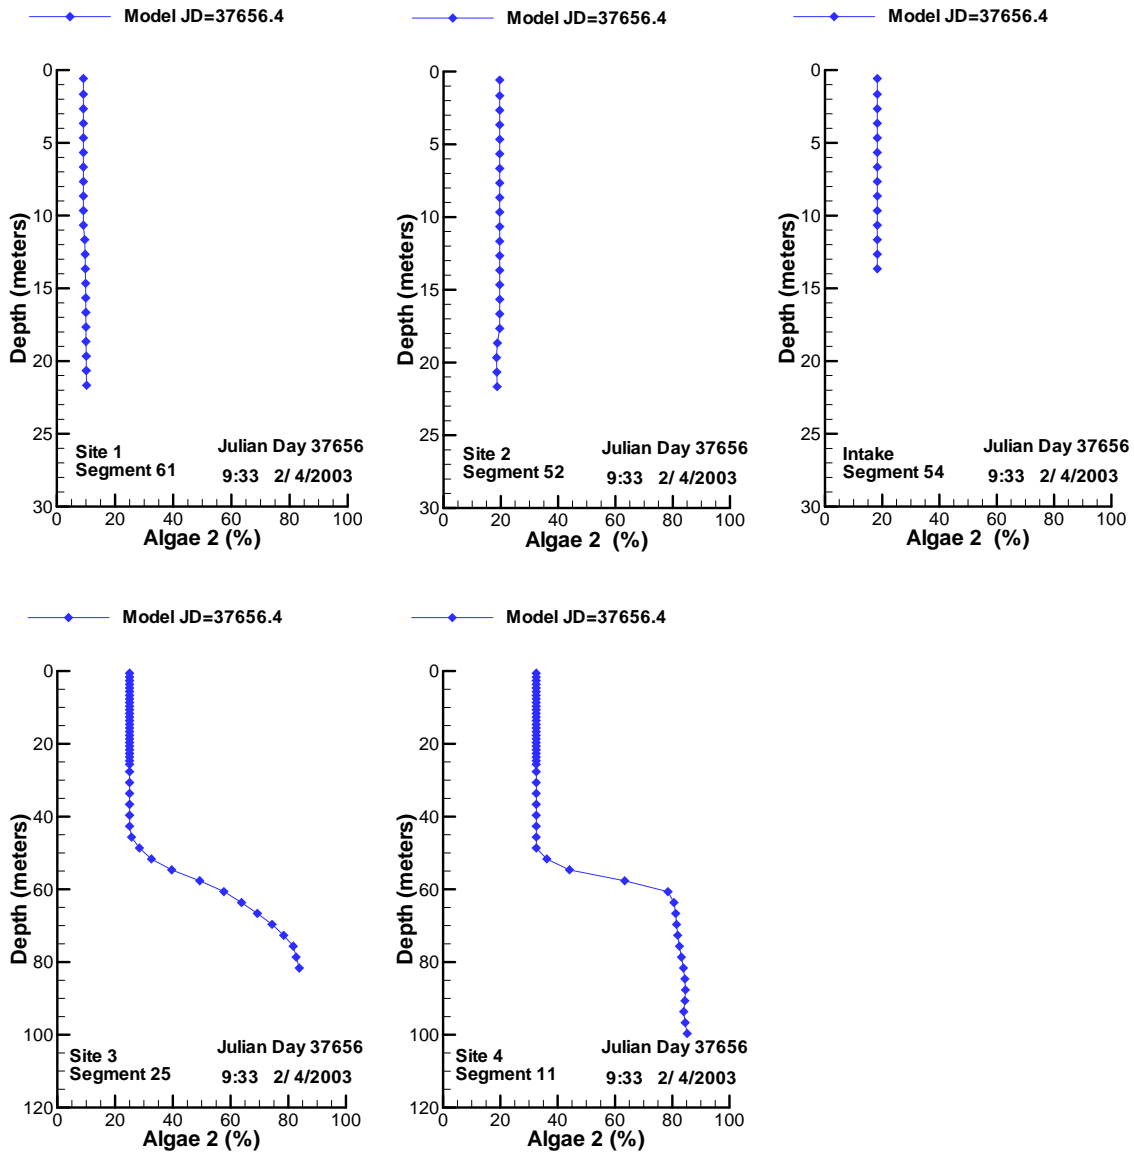 Model JD=37656.4
0
5
10
15
20
25
30
Depth (meters)
Site 1
Segment 61
Julian Day 37656
9:33 2/ 4/2003
0 20 40 60 80 100
Algae 2 (%)
Model JD=37656.4
0
5
10
15
20
25
30
Depth (meters)
Site 2
Segment 52
Julian Day 37656
9:33 2/ 4/2003
0 20 40 60 80 100
Algae 2 (%)
Model JD=37656.4
0
5
10
15
20
25
30
Depth (meters)
Intake
Segment 54
Julian Day 37656
9:33 2/ 4/2003
0 20 40 60 80 100
Algae 2 (%)
Model JD=37656.4
0
20
40
60
80
100
120
Depth (meters)
Site 3
Segment 25
Julian Day 37656
9:33 2/ 4/2003
0 20 40 60 80 100
Algae 2 (%)
Model JD=37656.4
0
20
40
60
80
100
120
Depth (meters)
Site 4
Segment 11
Julian Day 37656
9:33 2/ 4/2003
0 20 40 60 80 100
Algae 2 (%)